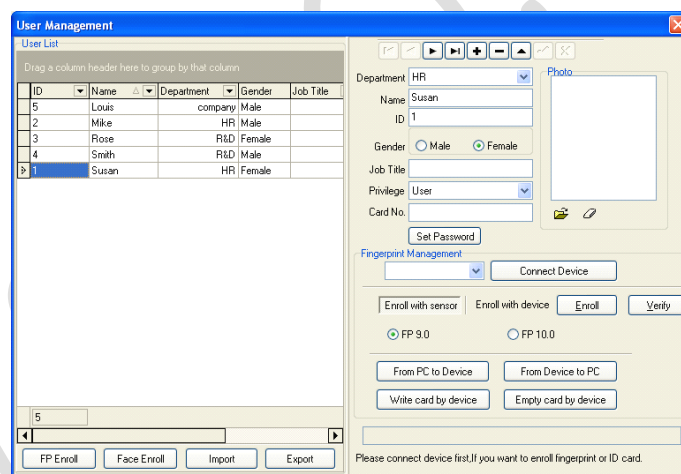 User Management
User List
Drag a column header here to group by that column
ID Name Department Gender Job Title
5 Louis company Male
2 Mike HR Male
3 Rose R&D Female
4 Smith R&D Male
1 Susan HR Female
5
FP Enroll Face Enroll Import Export
Department HR
Name Susan
ID 1
Gender Male Female
Job Title
Privilege User
Card No.
Set Password
Photo
Fingerprint Management
Connect Device
Enroll with sensor Enroll with device Enroll Verify
FP 9.0 FP 10.0
From PC to Device From Device to PC
Write card by device Empty card by device
Please connect device first,If you want to enroll fingerprint or ID card.